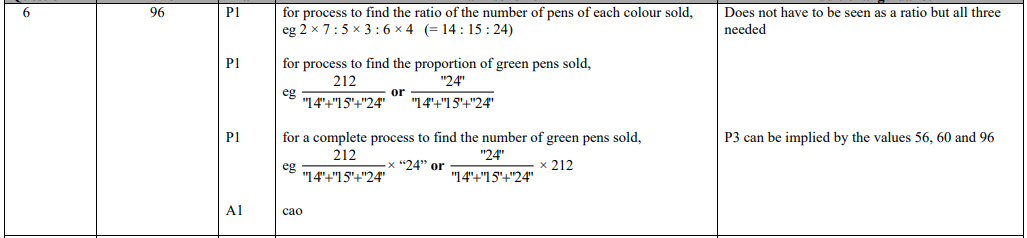 6 96 P1 for process to find the ratio of the number of pens of each colour sold, Does not have to be seen as a ratio but all three
eg 2 × 7 : 5 × 3 : 6 × 4 (= 14 : 15 : 24) needed
P1 for process to find the proportion of green pens sold,
212 "24"
eg or
"14"+"15"+"24" "14"+"15"+"24"
P1 for a complete process to find the number of green pens sold, P3 can be implied by the values 56, 60 and 96
212 "24"
eg × “24” or × 212
"14"+"15"+"24" "14"+"15"+"24"
A1 cao